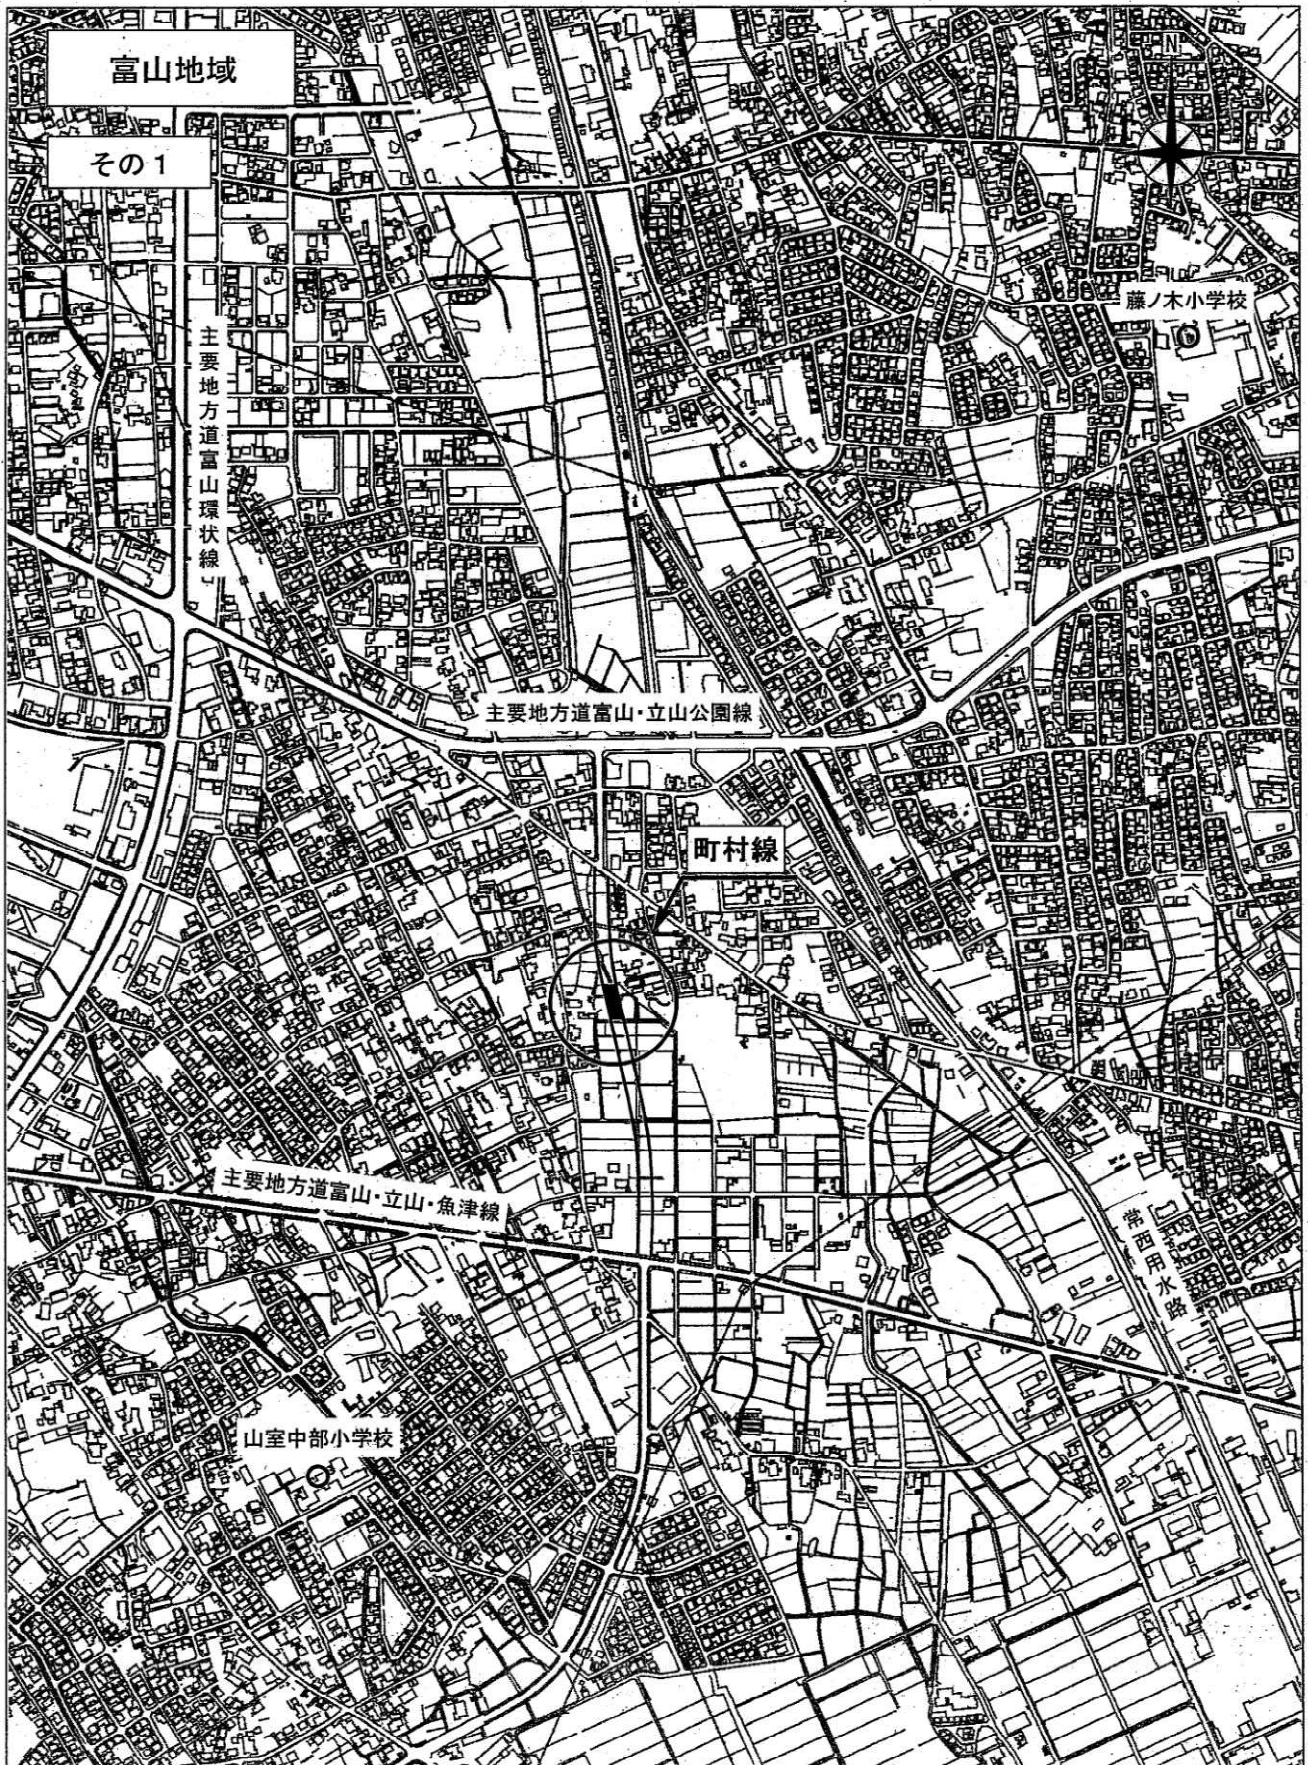 富山地域
その1
N
藤ノ木小学校
主要地方道富山環状線
主要地方道富山・立山公園線
町村線
主要地方道富山・立山・魚津線
常西用水路
山室中部小学校